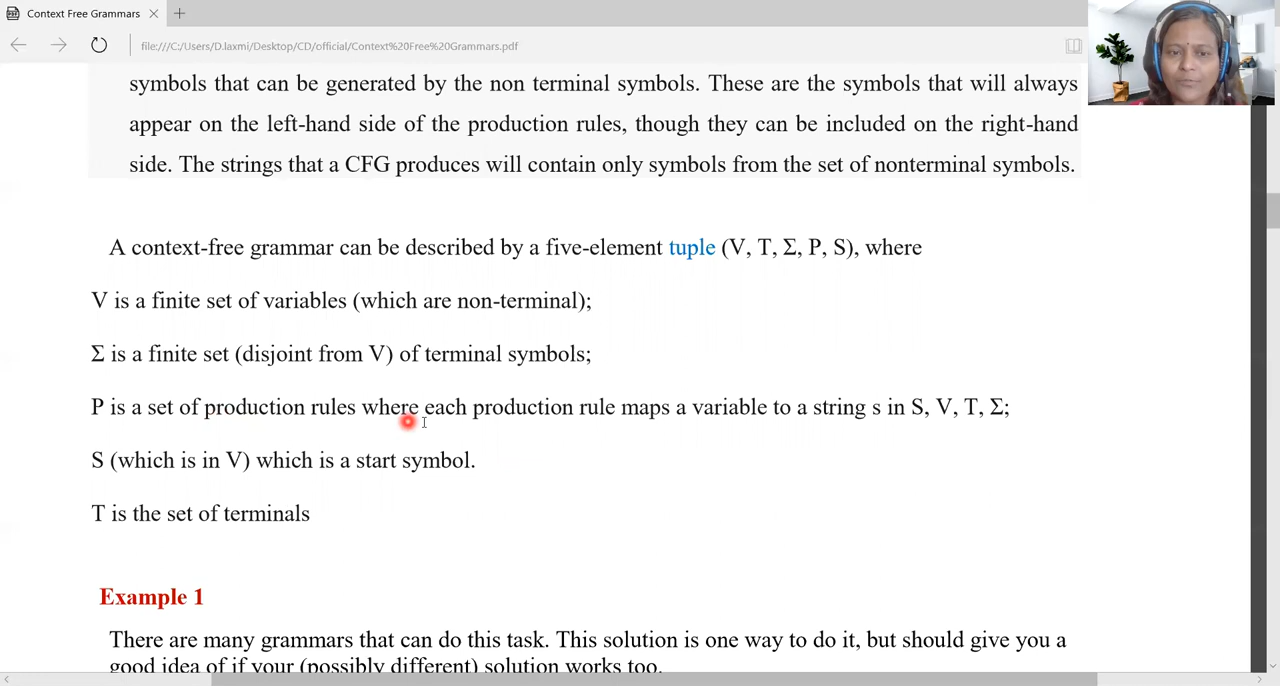 Context Free Grammars
file:///C:/Users/D.laxmi/Desktop/CD/official/Context%20Free%20Grammars.pdf
symbols that can be generated by the non terminal symbols. These are the symbols that will always
appear on the left-hand side of the production rules, though they can be included on the right-hand
side. The strings that a CFG produces will contain only symbols from the set of nonterminal symbols.
A context-free grammar can be described by a five-element tuple (V, T, Σ, P, S), where
V is a finite set of variables (which are non-terminal);
Σ is a finite set (disjoint from V) of terminal symbols;
P is a set of production rules where each production rule maps a variable to a string s in S, V, T, Σ;
S (which is in V) which is a start symbol.
T is the set of terminals
Example 1
There are many grammars that can do this task. This solution is one way to do it, but should give you a
good idea of if your (possibly different) solution works too.